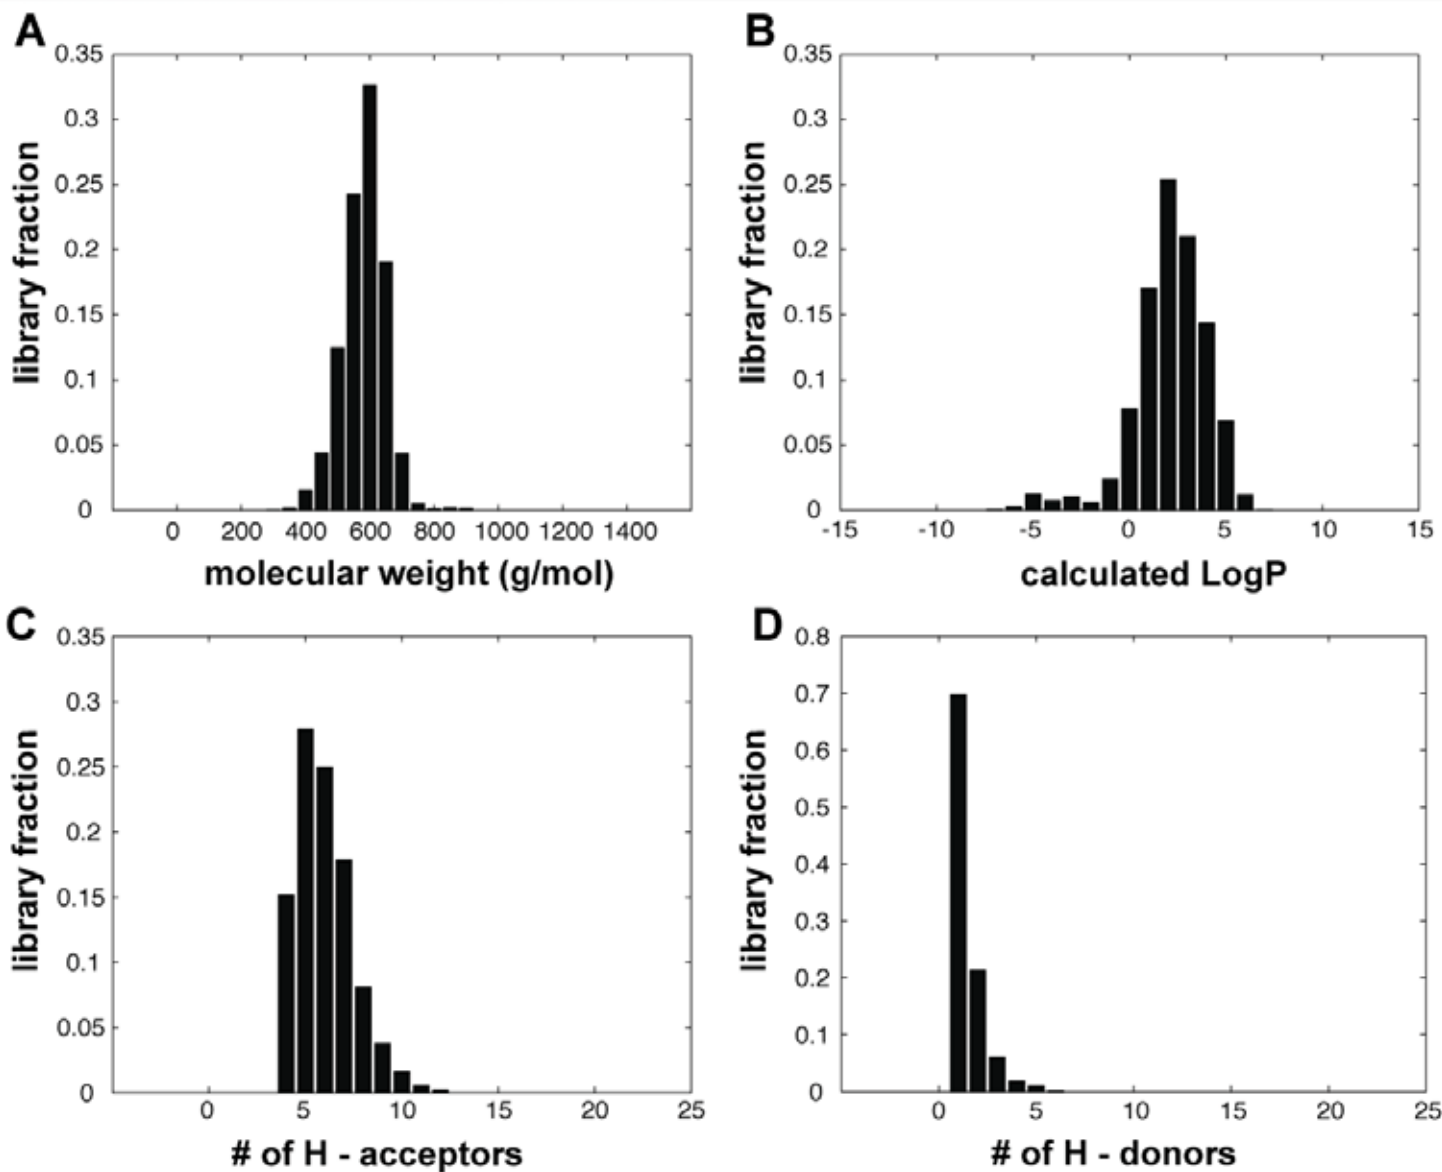 A
0.35
0.3
0.25
0.2
0.15
0.1
0.05
0
library fraction
0 200 400 600 800 1000 1200 1400
molecular weight (g/mol)
B
0.35
0.3
0.25
0.2
0.15
0.1
0.05
0
library fraction
-15 -10 -5 0 5 10 15
calculated LogP
C
0.35
0.3
0.25
0.2
0.15
0.1
0.05
0
library fraction
0 5 10 15 20 25
# of H - acceptors
D
0.8
0.7
0.6
0.5
0.4
0.3
0.2
0.1
0
library fraction
0 5 10 15 20 25
# of H - donors